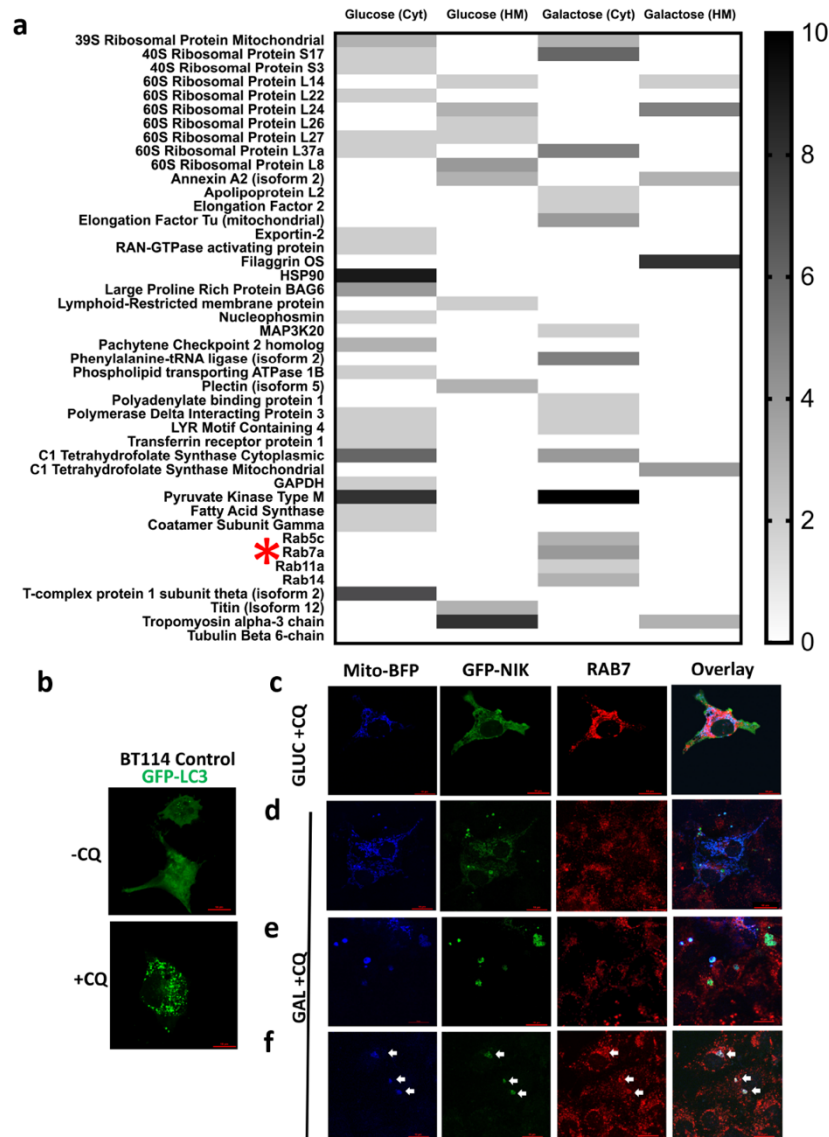 a
Glucose (Cyt) Glucose (HM) Galactose (Cyt) Galactose (HM)
39S Ribosomal Protein Mitochondrial
40S Ribosomal Protein S17
40S Ribosomal Protein S3
60S Ribosomal Protein L14
60S Ribosomal Protein L22
60S Ribosomal Protein L24
60S Ribosomal Protein L26
60S Ribosomal Protein L27
60S Ribosomal Protein L37a
60S Ribosomal Protein L8
Annexin A2 (isoform 2)
Apolipoprotein L2
Elongation Factor 2
Elongation Factor Tu (mitochondrial)
Exportin-2
RAN-GTPase activating protein
Filaggrin OS
HSP90
Large Proline Rich Protein BAG6
Lymphoid-Restricted membrane protein
Nucleophosmin
MAP3K20
Pachytene Checkpoint 2 homolog
Phenylalanine-tRNA ligase (isoform 2)
Phospholipid transporting ATPase 1B
Plectin (isoform 5)
Polyadenylate binding protein 1
Polymerase Delta Interacting Protein 3
LYR Motif Containing 4
Transferrin receptor protein 1
C1 Tetrahydrofolate Synthase Cytoplasmic
C1 Tetrahydrofolate Synthase Mitochondrial
GAPDH
Pyruvate Kinase Type M
Fatty Acid Synthase
Coatamer Subunit Gamma
Rab5c
* Rab7a
Rab11a
Rab14
T-complex protein 1 subunit theta (isoform 2)
Titin (Isoform 12)
Tropomyosin alpha-3 chain
Tubulin Beta 6-chain
10
8
6
4
2
0
b
BT114 Control
GFP-LC3
-CQ
+CQ
c
Mito-BFP GFP-NIK RAB7 Overlay
GLUC +CQ
d
e
f
GAL +CQ